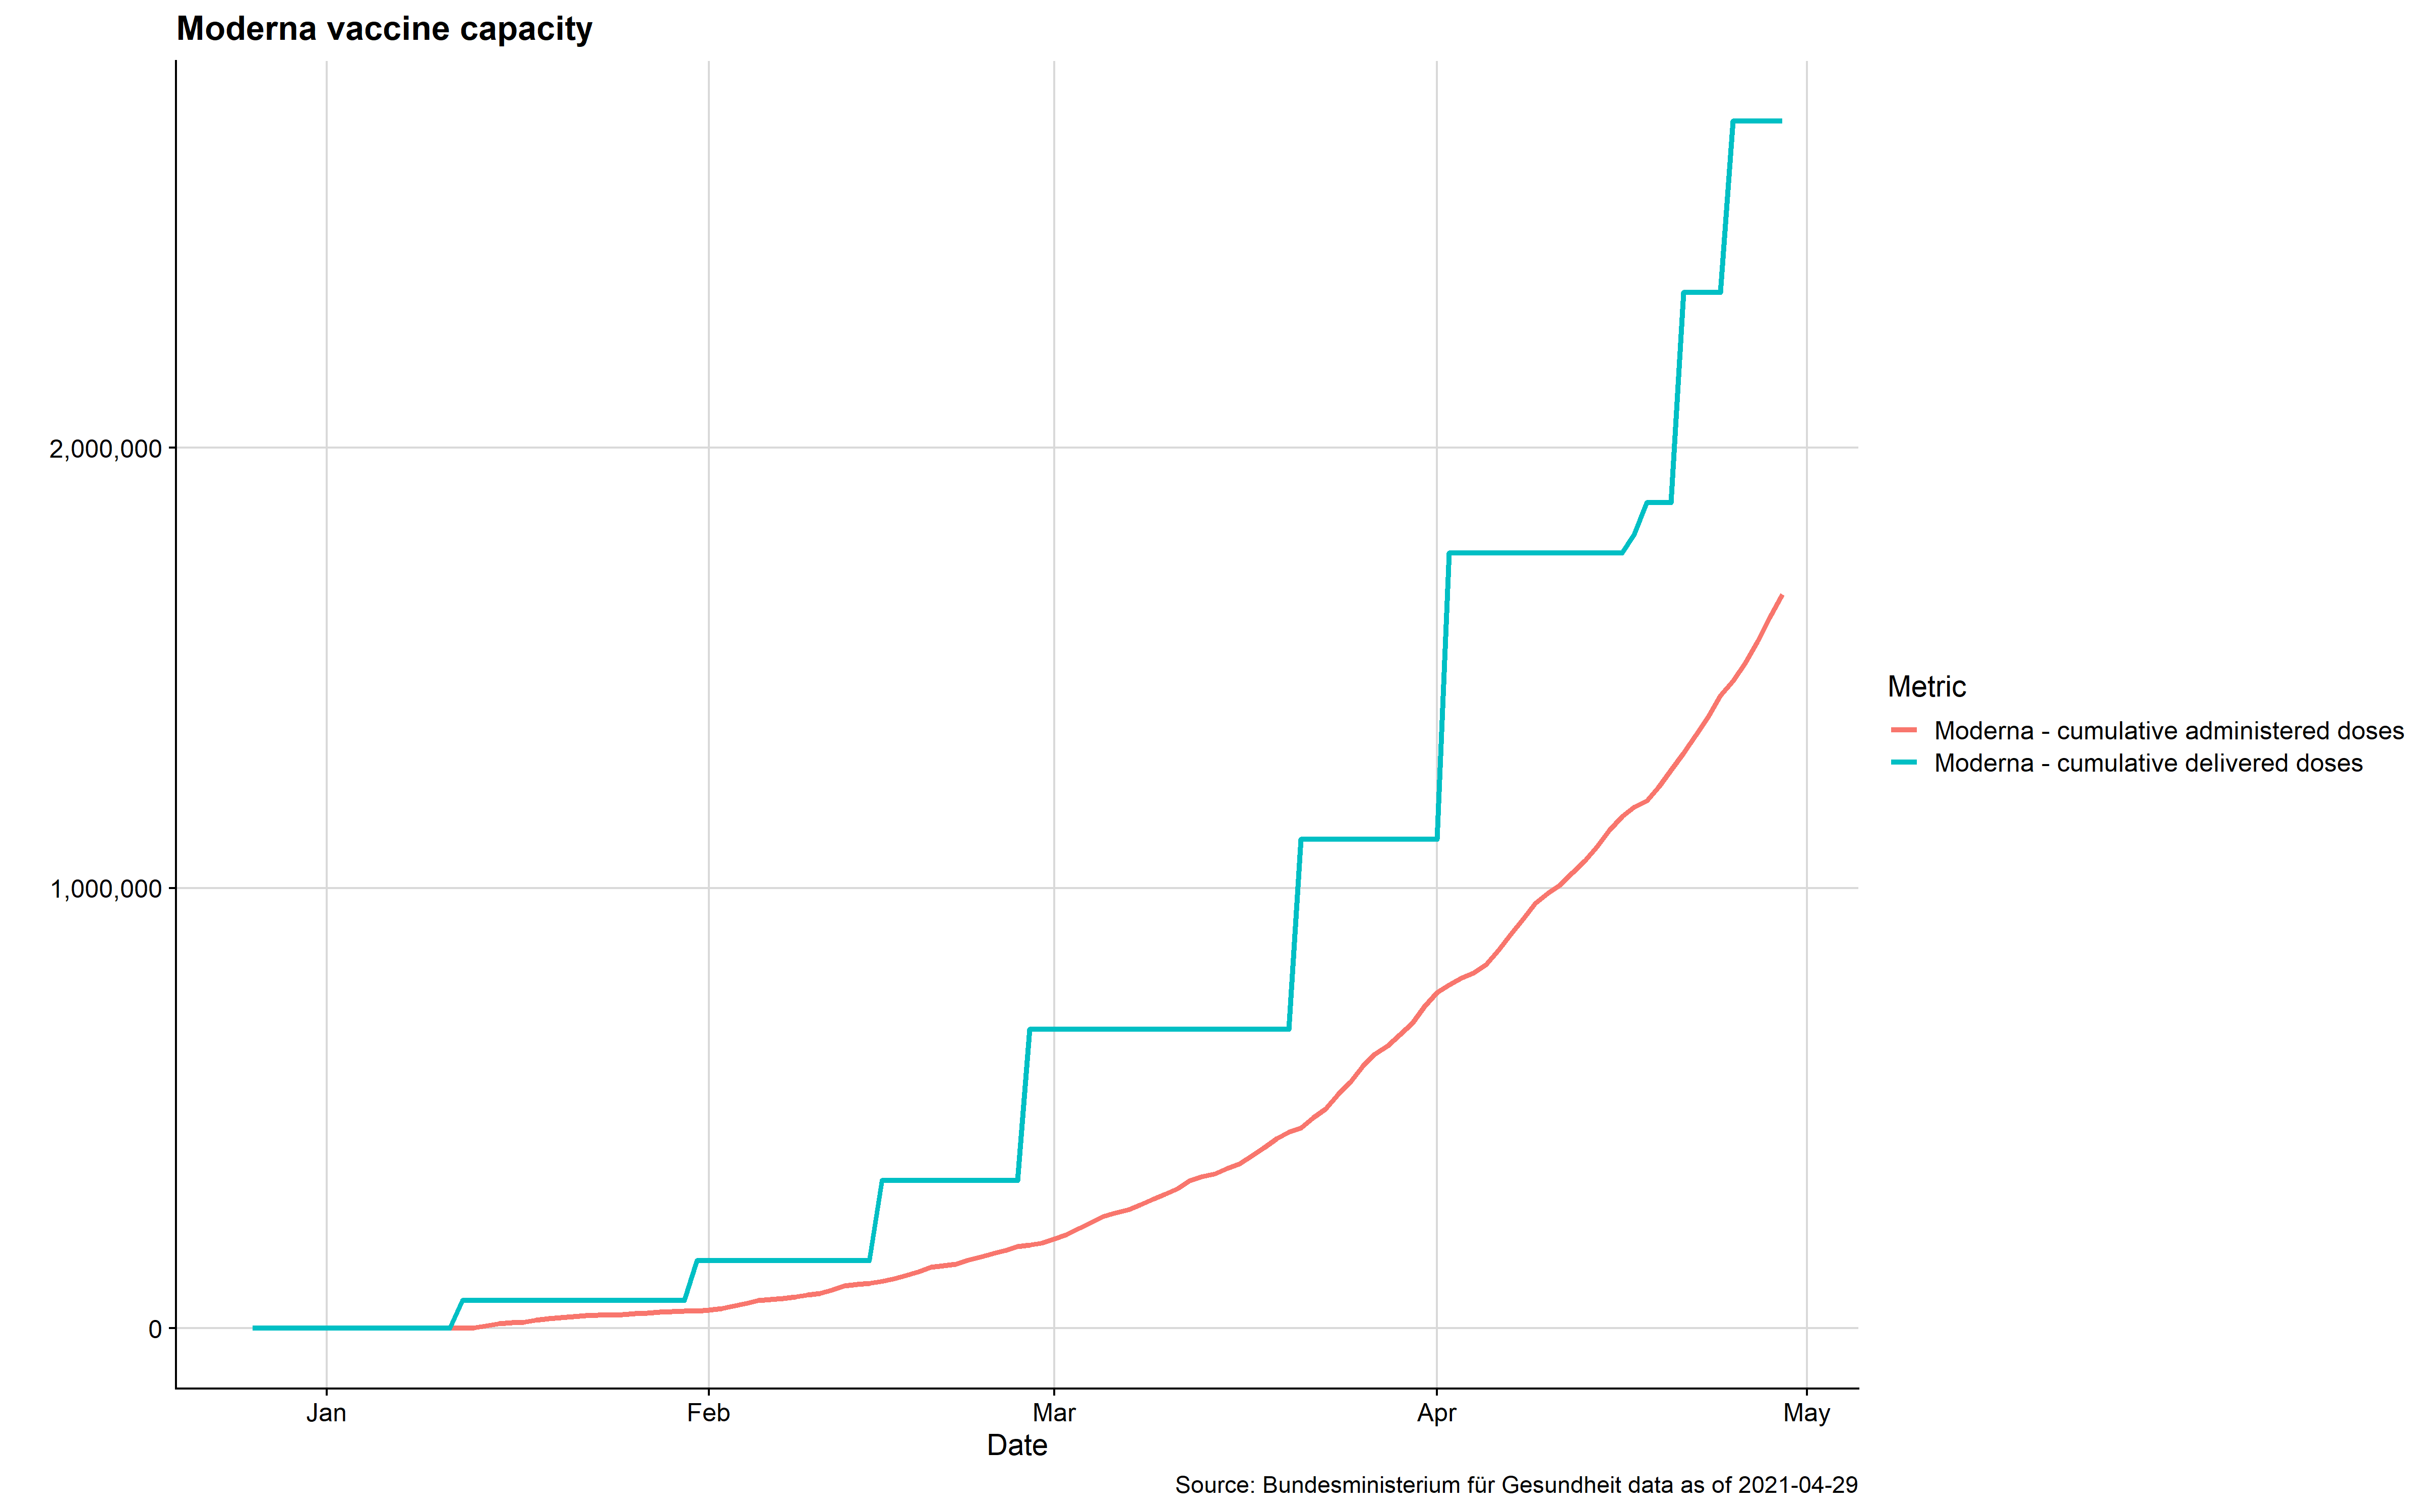 Moderna vaccine capacity
2,000,000
1,000,000
0
Jan Feb Mar Apr May
Date
Metric
Moderna - cumulative administered doses
Moderna - cumulative delivered doses
Source: Bundesministerium für Gesundheit data as of 2021-04-29